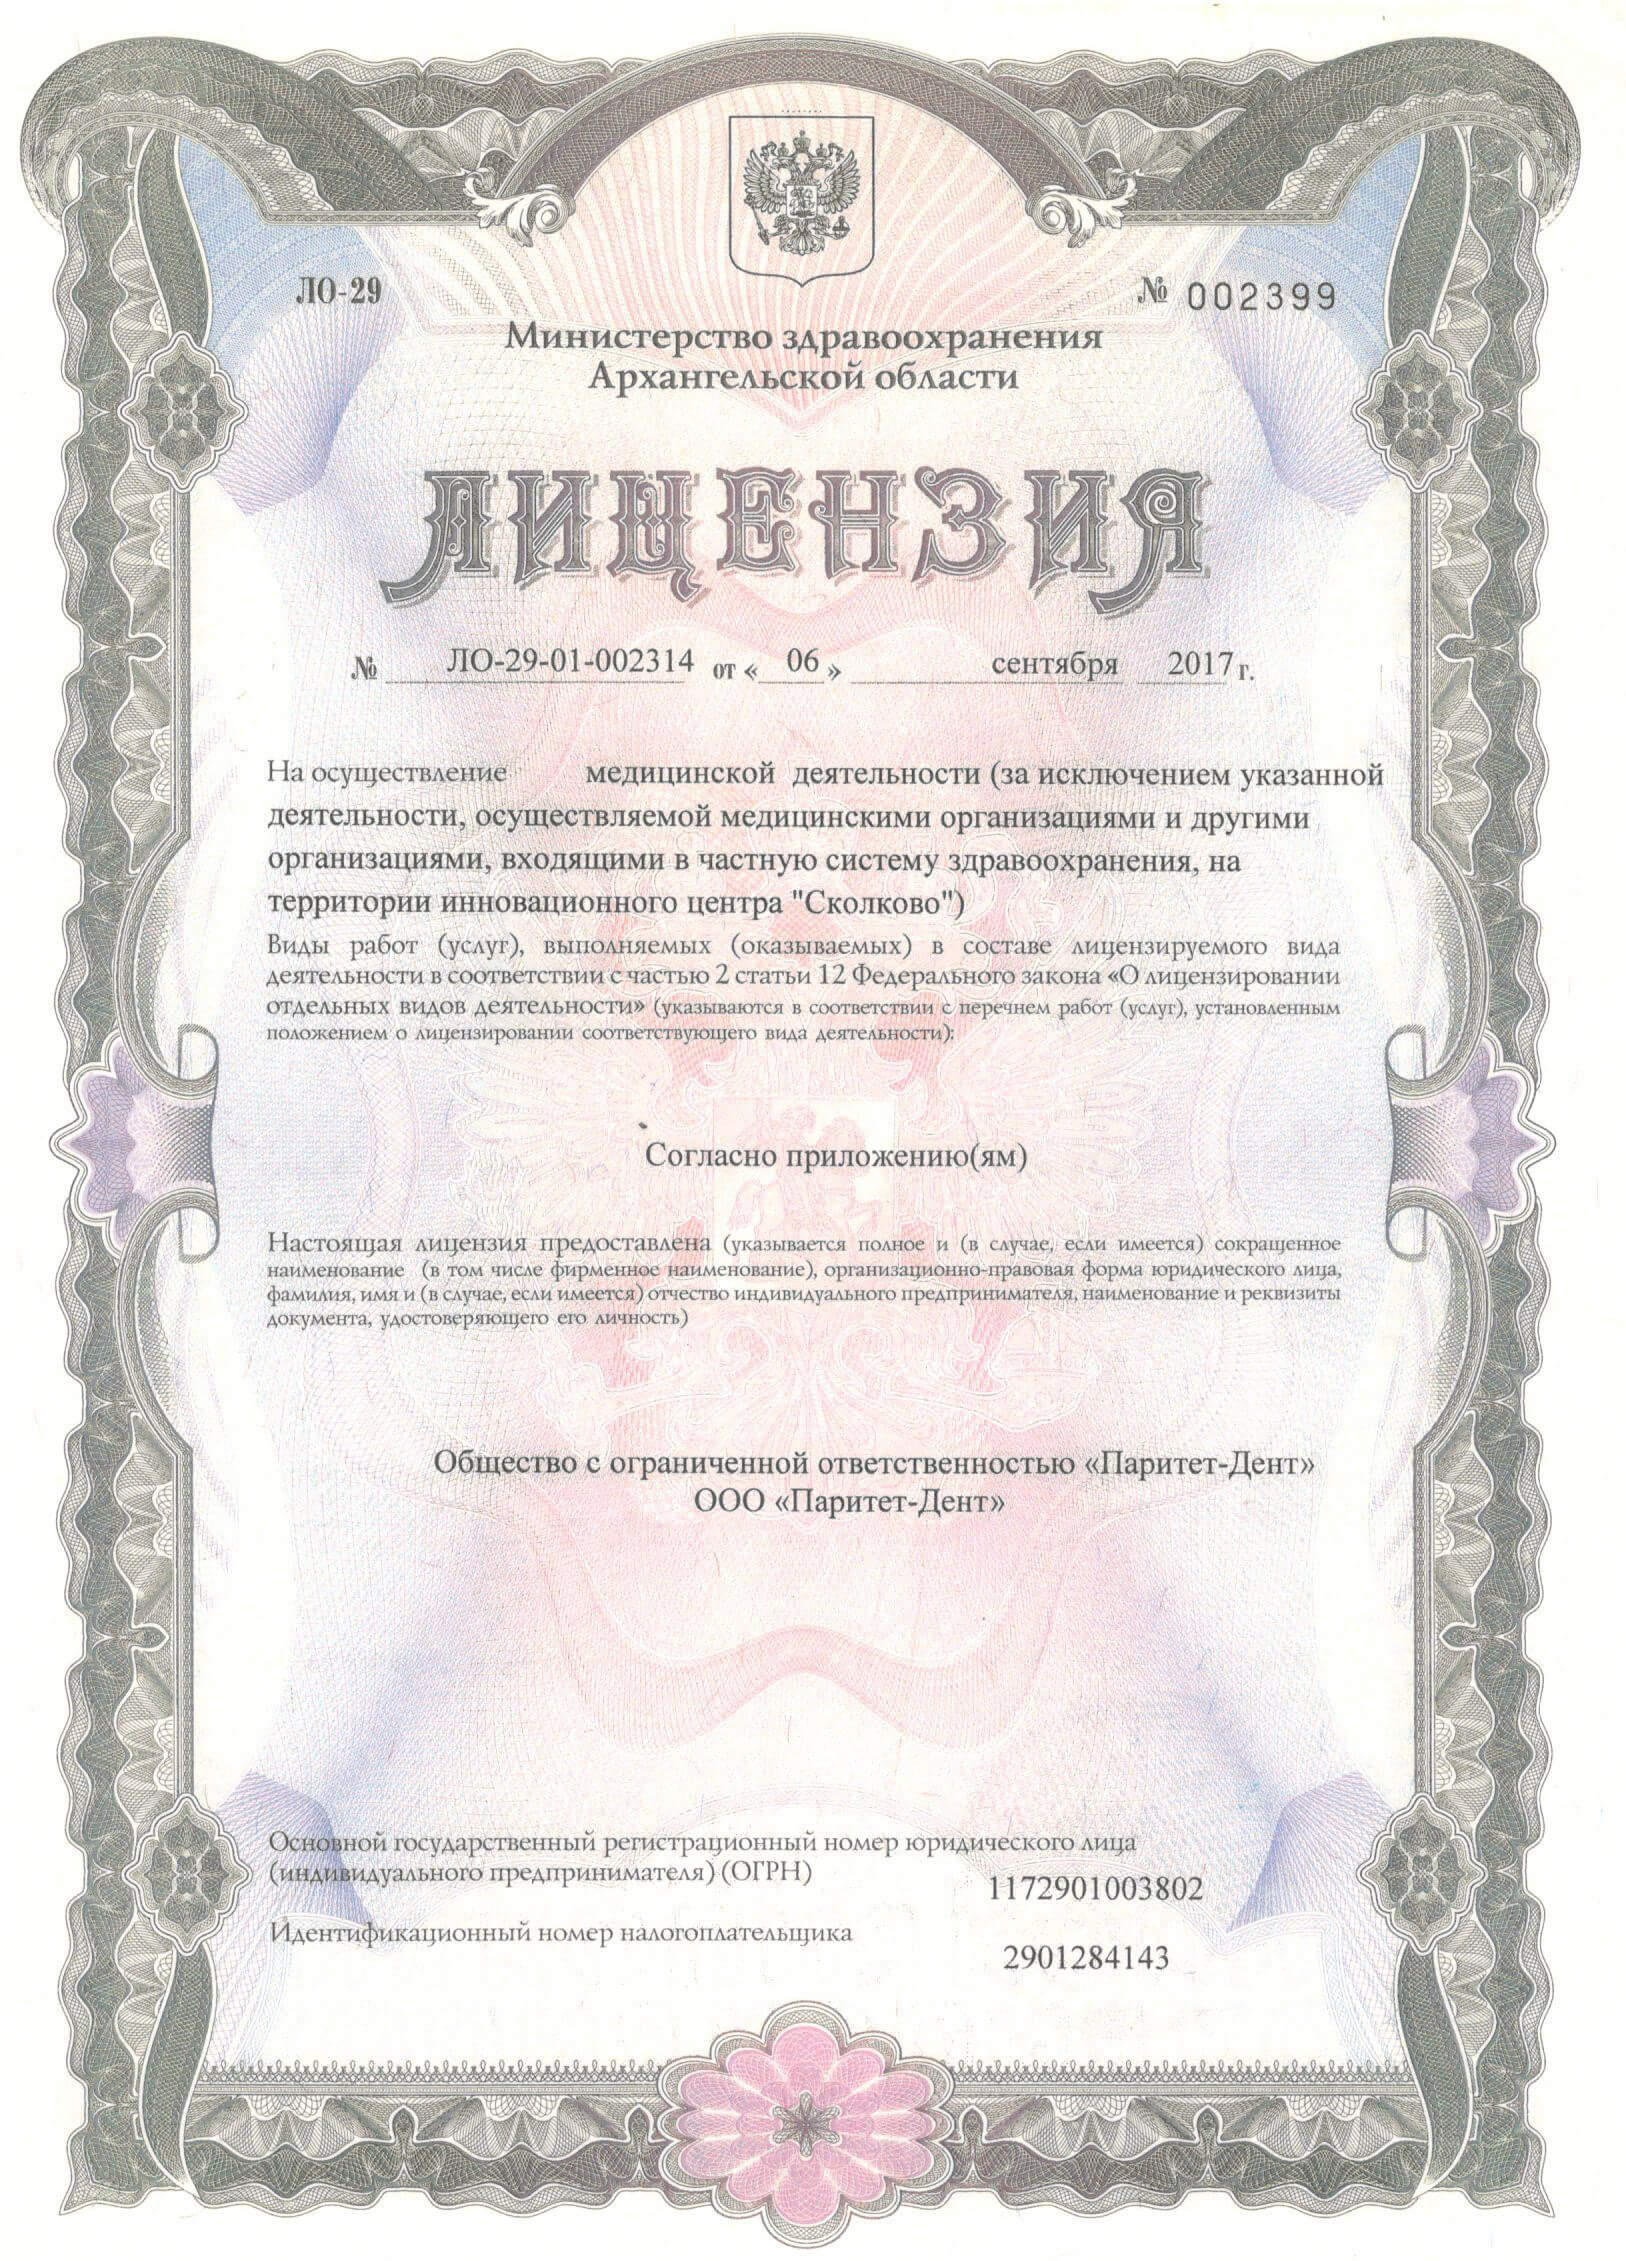 ЛО-29
№ 002399
Министерство здравоохранения
Архангельской области
ЛИЦЕНЗИЯ
№ ЛО-29-01-002314 от « 06 » сентября 2017 г.
На осуществление медицинской деятельности (за исключением указанной
деятельности, осуществляемой медицинскими организациями и другими
организациями, входящими в частную систему здравоохранения, на
территории инновационного центра "Сколково")
Виды работ (услуг), выполняемых (оказываемых) в составе лицензируемого вида
деятельности в соответствии с частью 2 статьи 12 Федерального закона «О лицензировании
отдельных видов деятельности» (указываются в соответствии с перечнем работ (услуг), установленным
положением о лицензировании соответствующего вида деятельности):
Согласно приложению(ям)
Настоящая лицензия предоставлена (указывается полное и (в случае, если имеется) сокращенное
наименование (в том числе фирменное наименование), организационно-правовая форма юридического лица,
фамилия, имя и (в случае, если имеется) отчество индивидуального предпринимателя, наименование и реквизиты
документа, удостоверяющего его личность)
Общество с ограниченной ответственностью «Паритет-Дент»
ООО «Паритет-Дент»
Основной государственный регистрационный номер юридического лица
(индивидуального предпринимателя) (ОГРН)
1172901003802
Идентификационный номер налогоплательщика
2901284143